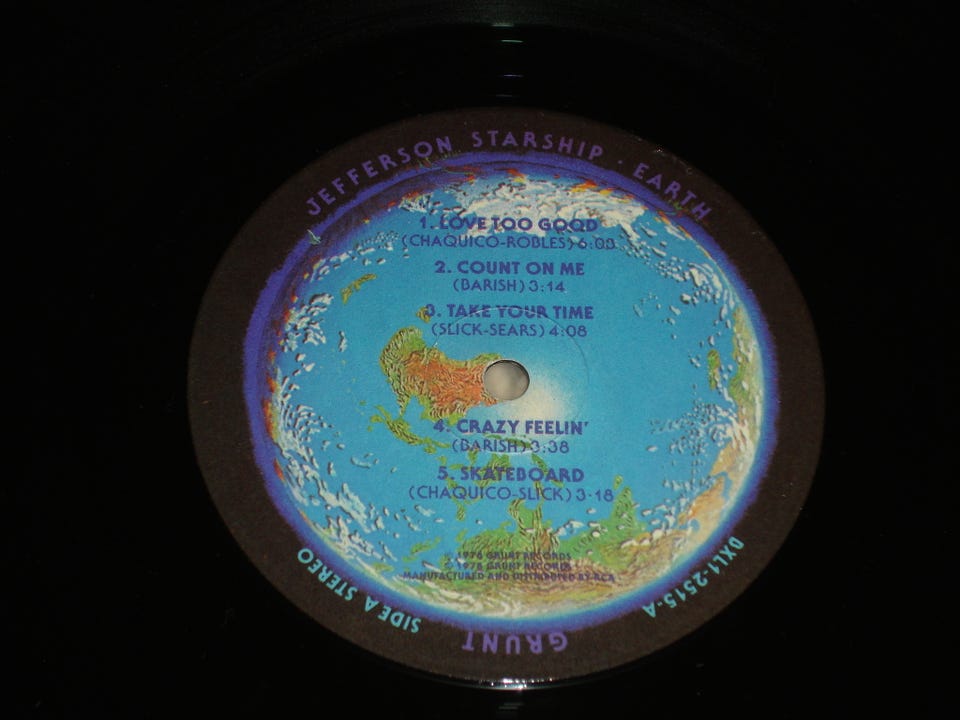 JEFFERSON STARSHIP · EARTH
1. LOVE TOO GOOD
(CHAQUICO-ROBLES) 6:03
2. COUNT ON ME
(BARISH) 3:14
3. TAKE YOUR TIME
(SLICK-SEARS) 4:08
4. CRAZY FEELIN'
(BARISH) 3:38
5. SKATEBOARD
(CHAQUICO-SLICK) 3·18
℗ 1978 GRUNT RECORDS
© 1978 GRUNT RECORDS
MANUFACTURED AND DISTRIBUTED BY RCA
SIDE A STEREO
GRUNT
BXL1-2515-A